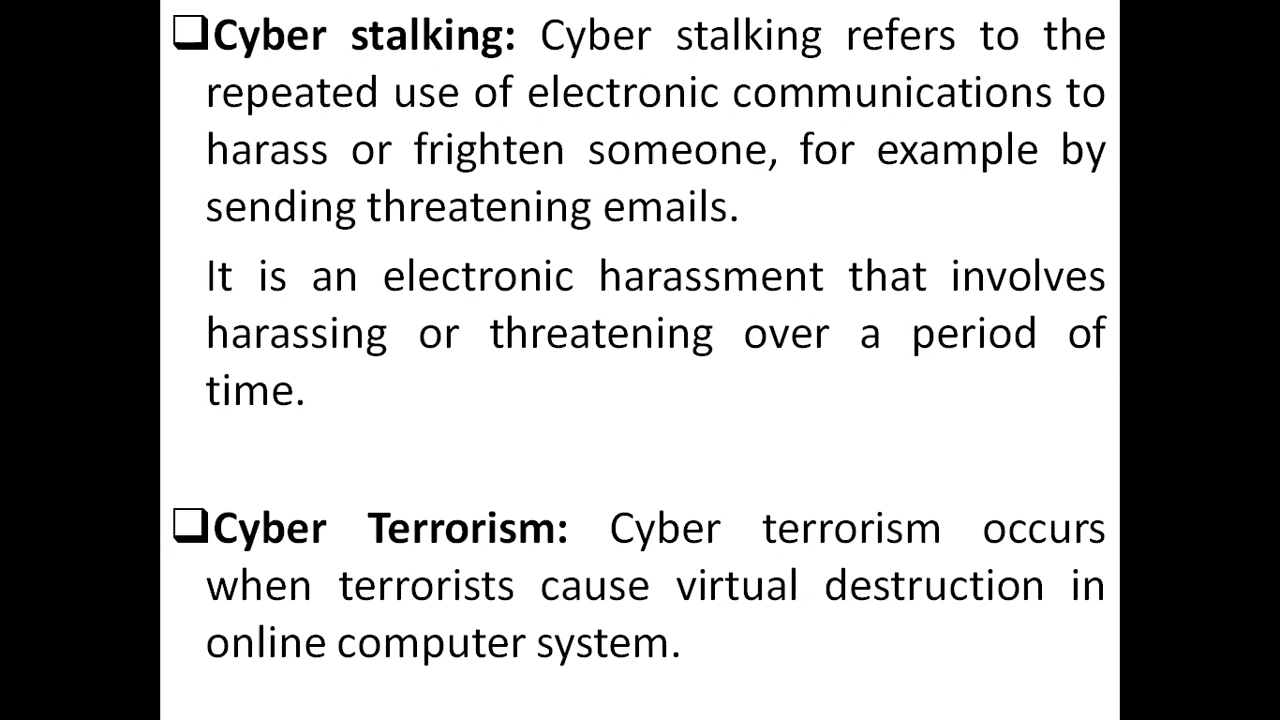 ❑Cyber stalking: Cyber stalking refers to the
repeated use of electronic communications to
harass or frighten someone, for example by
sending threatening emails.
It is an electronic harassment that involves
harassing or threatening over a period of
time.
❑Cyber Terrorism: Cyber terrorism occurs
when terrorists cause virtual destruction in
online computer system.